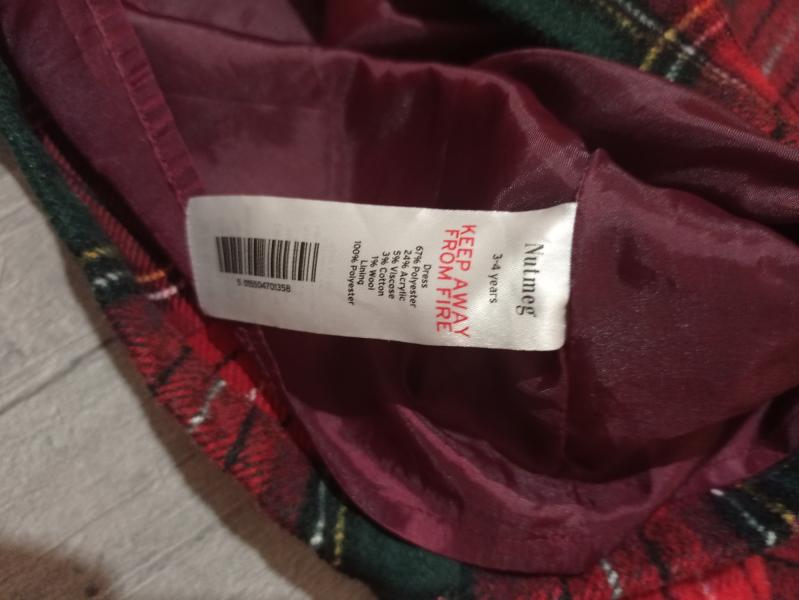 Nutmeg
3-4 years
KEEP AWAY
FROM FIRE
Dress
67% Polyester
24% Acrylic
5% Viscose
3% Cotton
1% Wool
Lining
100% Polyester
5 015504701358